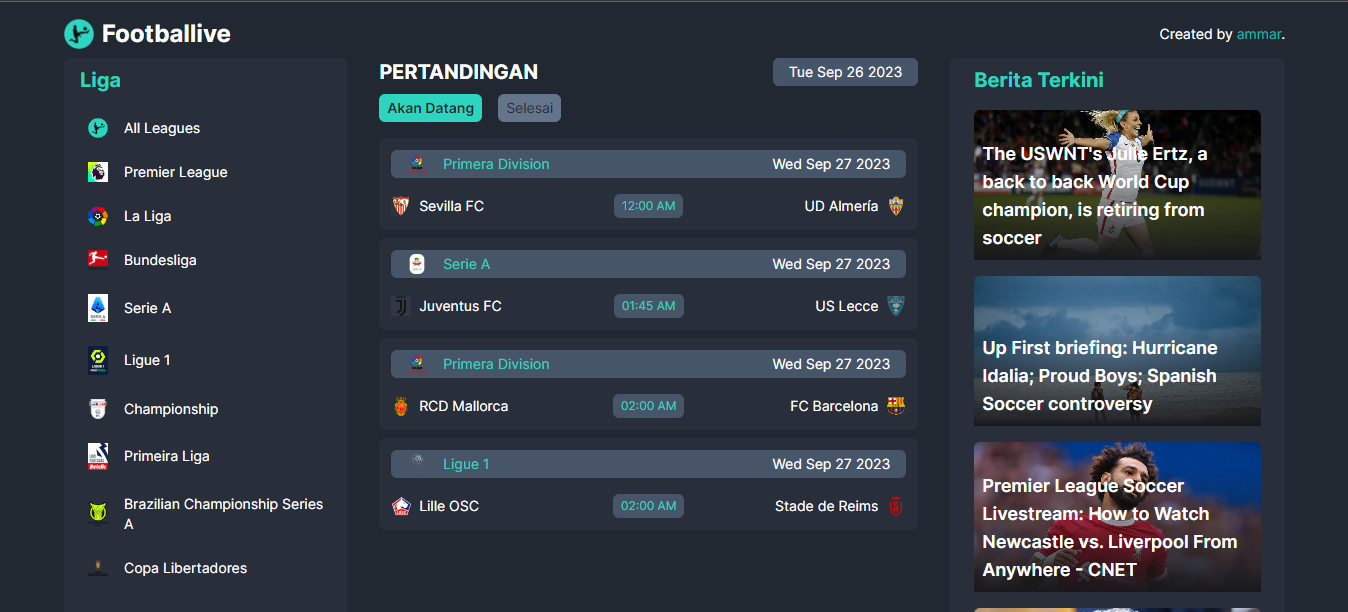 Footballive
Created by ammar.
Liga
All Leagues
Premier League
La Liga
Bundesliga
Serie A
Ligue 1
Championship
Primeira Liga
Brazilian Championship Series
A
Copa Libertadores
PERTANDINGAN
Tue Sep 26 2023
Akan Datang
Selesai
Primera Division
Wed Sep 27 2023
Sevilla FC
12:00 AM
UD Almería
Serie A
Wed Sep 27 2023
Juventus FC
01:45 AM
US Lecce
Primera Division
Wed Sep 27 2023
RCD Mallorca
02:00 AM
FC Barcelona
Ligue 1
Wed Sep 27 2023
Lille OSC
02:00 AM
Stade de Reims
Berita Terkini
The USWNT's Julie Ertz, a
back to back World Cup
champion, is retiring from
soccer
Up First briefing: Hurricane
Idalia; Proud Boys; Spanish
Soccer controversy
Premier League Soccer
Livestream: How to Watch
Newcastle vs. Liverpool From
Anywhere - CNET